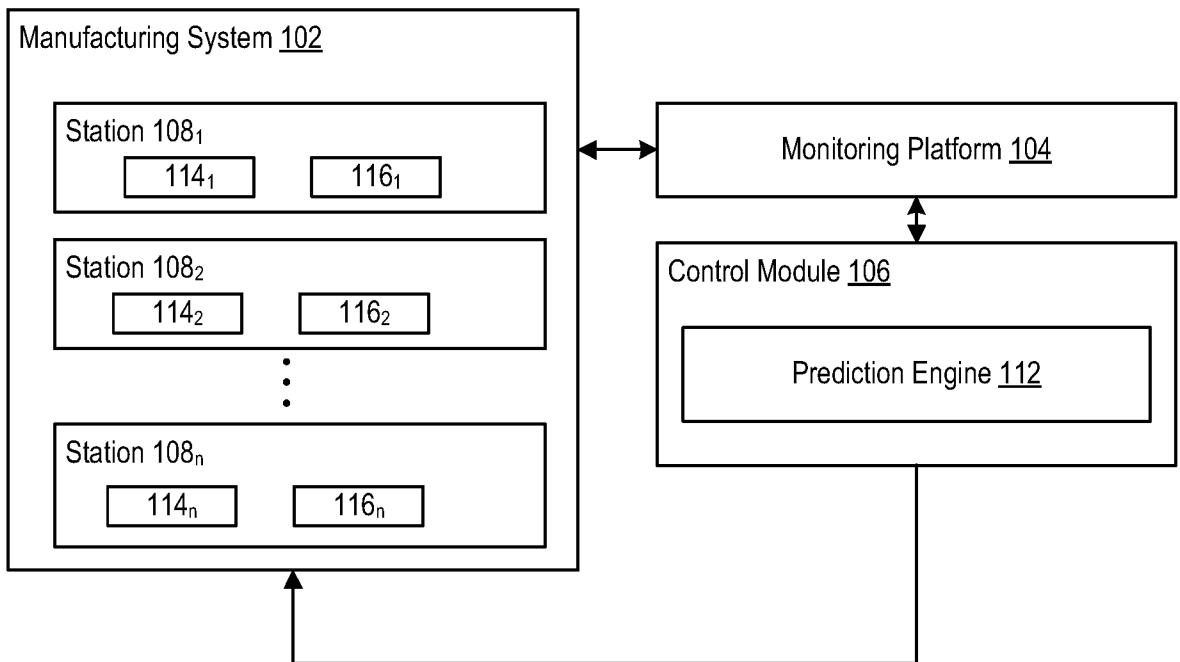 Manufacturing System 102
Station 108₁
114₁ 116₁
Station 108₂
114₂ 116₂
Station 108ₙ
114ₙ 116ₙ
Monitoring Platform 104
Control Module 106
Prediction Engine 112